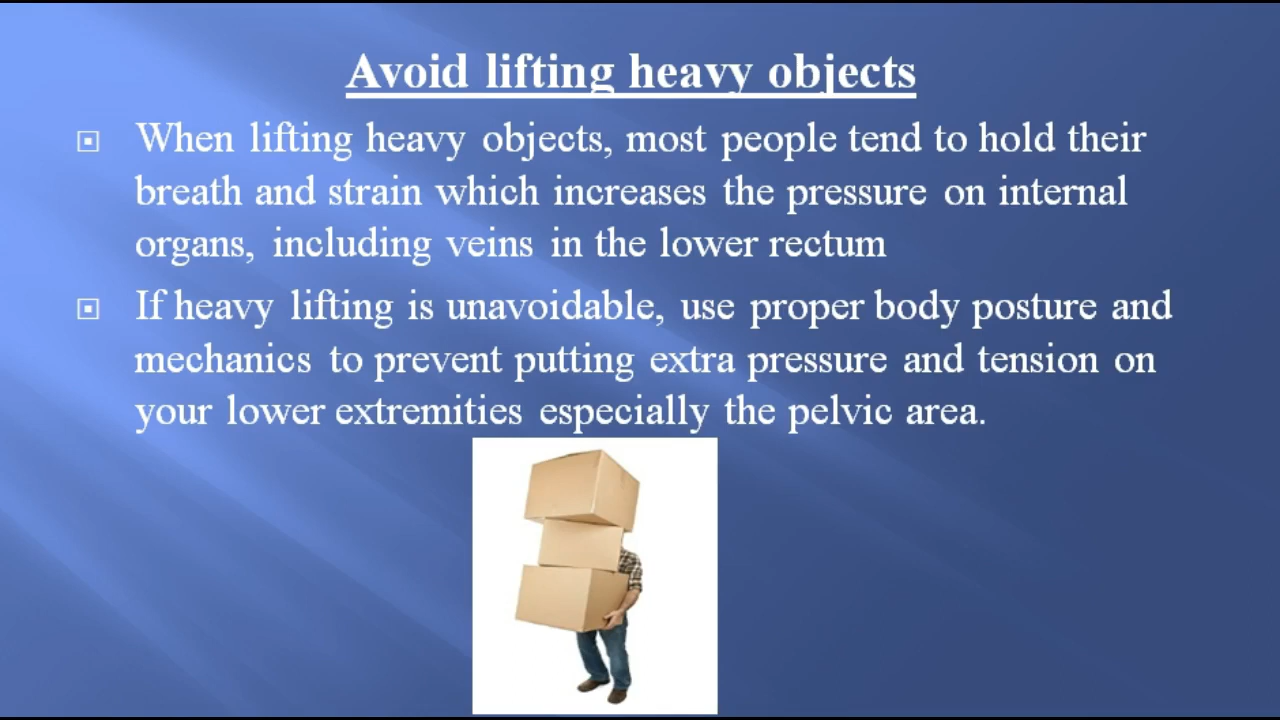 Avoid lifting heavy objects
When lifting heavy objects, most people tend to hold their
breath and strain which increases the pressure on internal
organs, including veins in the lower rectum
If heavy lifting is unavoidable, use proper body posture and
mechanics to prevent putting extra pressure and tension on
your lower extremities especially the pelvic area.